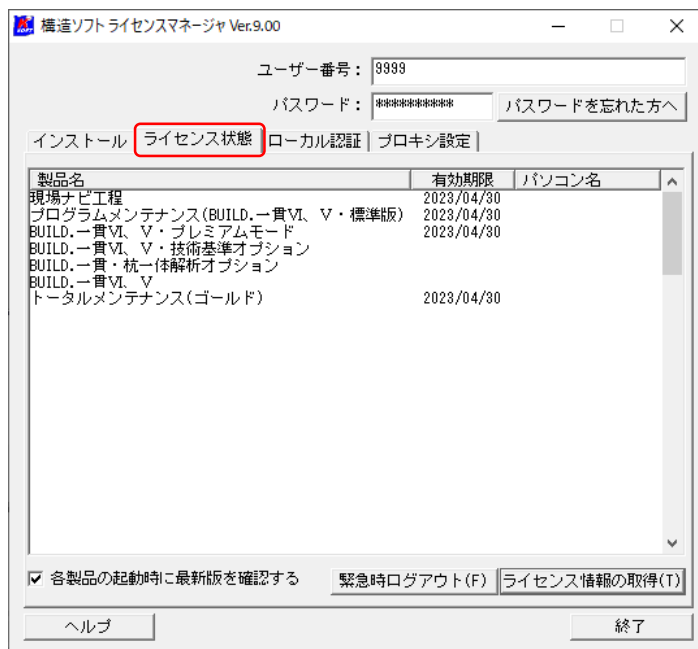 構造ソフト ライセンスマネージャ Ver.9.00
ユーザー番号： 9999
パスワード： ********** パスワードを忘れた方へ
インストール ライセンス状態 ローカル認証 プロキシ設定
製品名 有効期限 パソコン名
現場ナビ工程 2023/04/30
プログラムメンテナンス(BUILD.一貫Ⅵ、Ⅴ・標準版) 2023/04/30
BUILD.一貫Ⅵ、Ⅴ・プレミアムモード 2023/04/30
BUILD.一貫Ⅵ、Ⅴ・技術基準オプション
BUILD.一貫・杭一体解析オプション
BUILD.一貫Ⅵ、Ⅴ
トータルメンテナンス(ゴールド) 2023/04/30
各製品の起動時に最新版を確認する 緊急時ログアウト(F) ライセンス情報の取得(T)
ヘルプ 終了